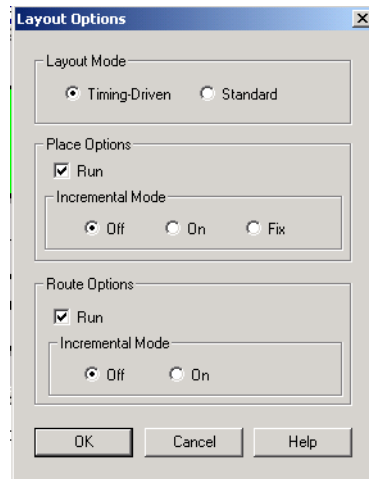 Layout Options
Layout Mode
Timing-Driven Standard
Place Options
Run
Incremental Mode
Off On Fix
Route Options
Run
Incremental Mode
Off On
OK Cancel Help